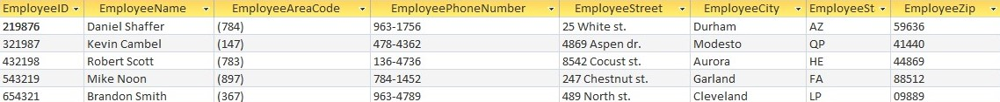 EmployeeID EmployeeName EmployeeAreaCode EmployeePhoneNumber EmployeeStreet EmployeeCity EmployeeSt EmployeeZip
219876 Daniel Shaffer (784) 963-1756 25 White st. Durham AZ 59636
321987 Kevin Cambel (147) 478-4362 4869 Aspen dr. Modesto QP 41440
432198 Robert Scott (783) 136-4736 8542 Cocust st. Aurora HE 44869
543219 Mike Noon (897) 784-1452 247 Chestnut st. Garland FA 88512
654321 Brandon Smith (367) 963-4789 489 North st. Cleveland LP 09889